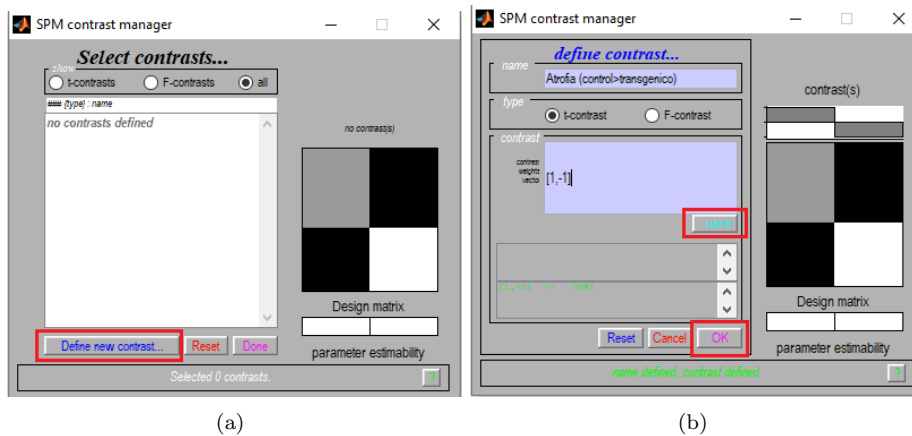 SPM contrast manager
Select contrasts...
show
t-contrasts
F-contrasts
all
### {type} : name
no contrasts defined
no contrast(s)
Design matrix
parameter estimability
Define new contrast...
Reset
Done
Selected 0 contrasts.
?
(a)
SPM contrast manager
define contrast...
name
Atrofia (control>transgenico)
type
t-contrast
F-contrast
contrast
contrast
weights
vector
[1,-1]
submit
[1,-1]
contrast(s)
Design matrix
parameter estimability
Reset
Cancel
OK
name defined, contrast defined
?
(b)